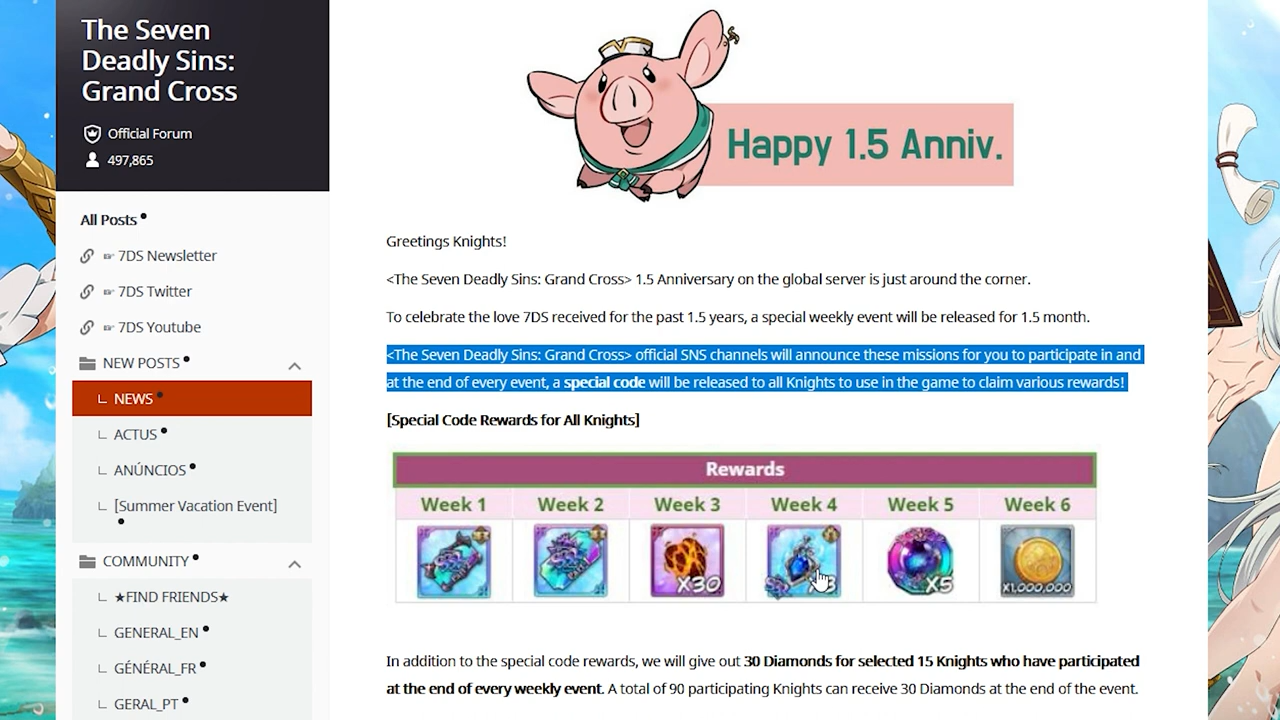 The Seven
Deadly Sins:
Grand Cross
Official Forum
497,865
All Posts
7DS Newsletter
7DS Twitter
7DS Youtube
NEW POSTS
NEWS
ACTUS
ANÚNCIOS
[Summer Vacation Event]
COMMUNITY
★FIND FRIENDS★
GENERAL_EN
GÉNÉRAL_FR
GERAL_PT
Happy 1.5 Anniv.
Greetings Knights!
<The Seven Deadly Sins: Grand Cross> 1.5 Anniversary on the global server is just around the corner.
To celebrate the love 7DS received for the past 1.5 years, a special weekly event will be released for 1.5 month.
<The Seven Deadly Sins: Grand Cross> official SNS channels will announce these missions for you to participate in and
at the end of every event, a special code will be released to all Knights to use in the game to claim various rewards!
[Special Code Rewards for All Knights]
Rewards
Week 1 Week 2 Week 3 Week 4 Week 5 Week 6
X30 X5 X1,000,000
In addition to the special code rewards, we will give out 30 Diamonds for selected 15 Knights who have participated
at the end of every weekly event. A total of 90 participating Knights can receive 30 Diamonds at the end of the event.